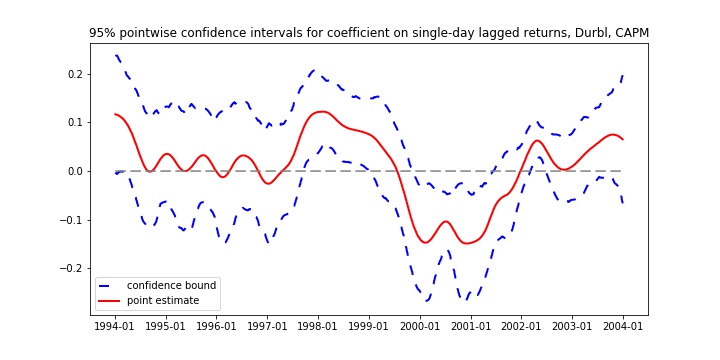 95% pointwise confidence intervals for coefficient on single-day lagged returns, Durbl, CAPM
0.2
0.1
0.0
−0.1
−0.2
confidence bound
point estimate
1994-01 1995-01 1996-01 1997-01 1998-01 1999-01 2000-01 2001-01 2002-01 2003-01 2004-01